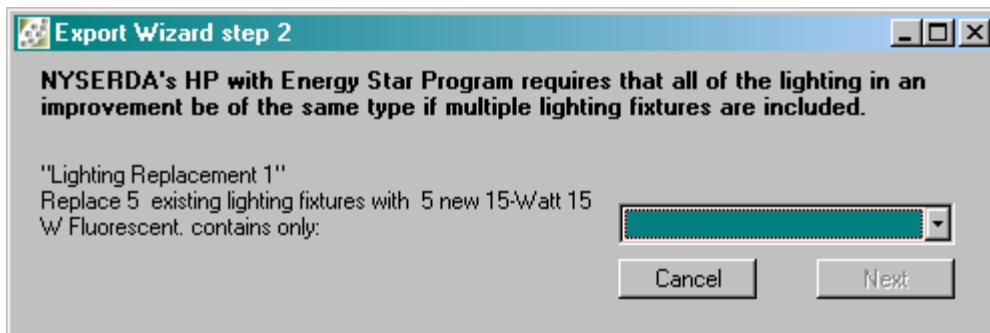 Export Wizard step 2
NYSERDA's HP with Energy Star Program requires that all of the lighting in an
improvement be of the same type if multiple lighting fixtures are included.
"Lighting Replacement 1"
Replace 5  existing lighting fixtures with  5 new 15-Watt 15
W Fluorescent. contains only:
Cancel
Next